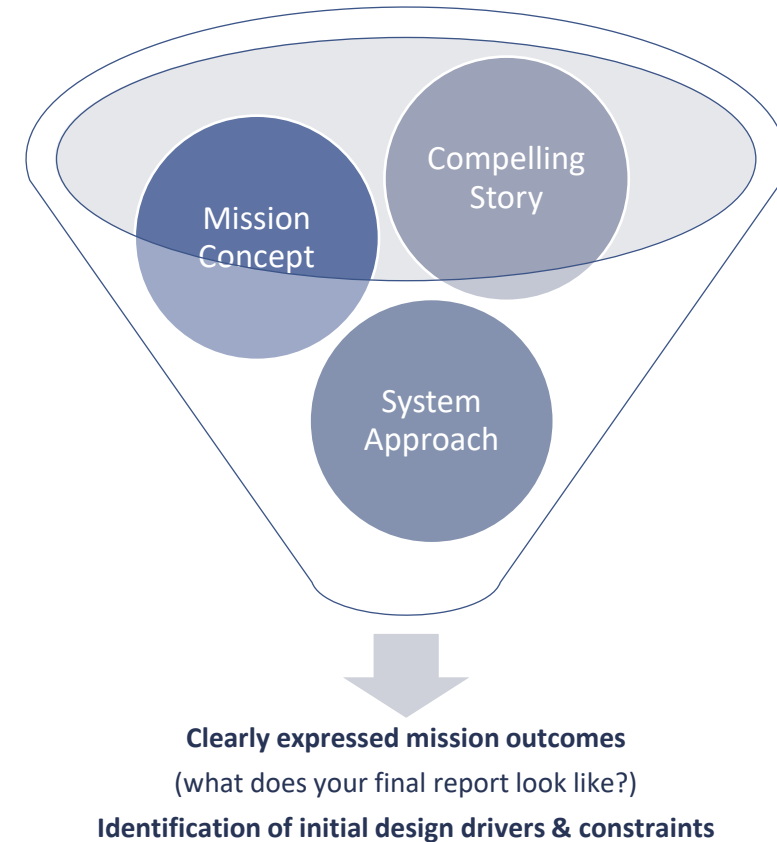 Compelling
Story
Mission
Concept
System
Approach
Clearly expressed mission outcomes
(what does your final report look like?)
Identification of initial design drivers & constraints